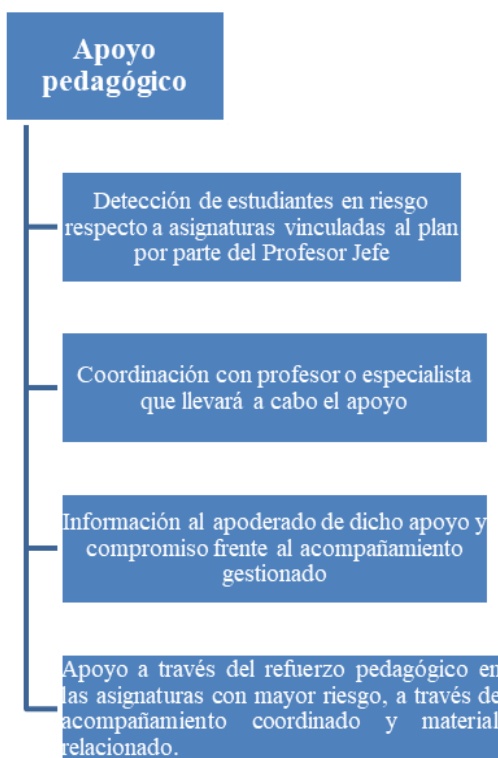 Apoyo
pedagógico
Detección de estudiantes en riesgo
respecto a asignaturas vinculadas al plan
por parte del Profesor Jefe
Coordinación con profesor o especialista
que llevará a cabo el apoyo
Información al apoderado de dicho apoyo y
compromiso frente al acompañamiento
gestionado
Apoyo a través del refuerzo pedagógico en
las asignaturas con mayor riesgo, a través de
acompañamiento coordinado y material
relacionado.